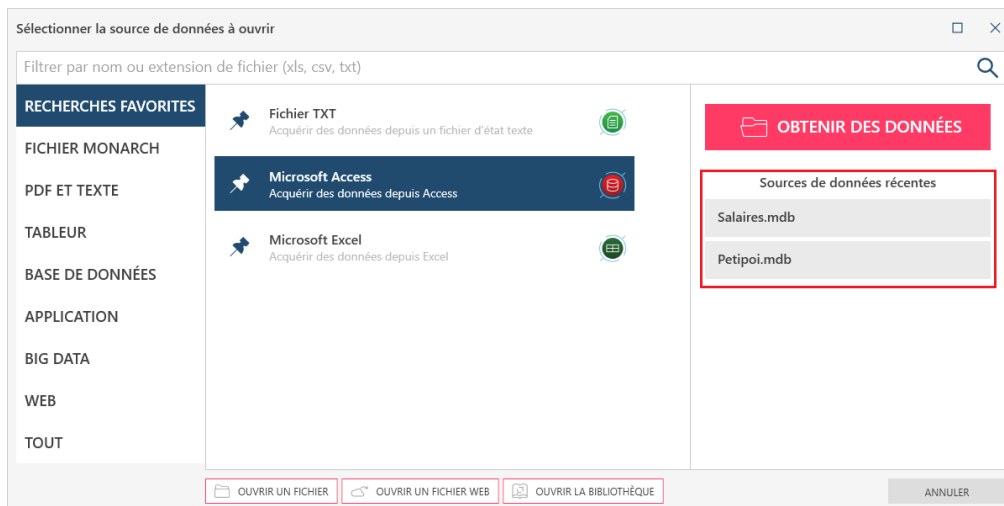 Sélectionner la source de données à ouvrir
Filtrer par nom ou extension de fichier (xls, csv, txt)
RECHERCHES FAVORITES
FICHIER MONARCH
PDF ET TEXTE
TABLEUR
BASE DE DONNÉES
APPLICATION
BIG DATA
WEB
TOUT
Fichier TXT
Acquérir des données depuis un fichier d'état texte
Microsoft Access
Acquérir des données depuis Access
Microsoft Excel
Acquérir des données depuis Excel
OBTENIR DES DONNÉES
Sources de données récentes
Salaires.mdb
Petipoi.mdb
OUVRIR UN FICHIER
OUVRIR UN FICHIER WEB
OUVRIR LA BIBLIOTHÈQUE
ANNULER